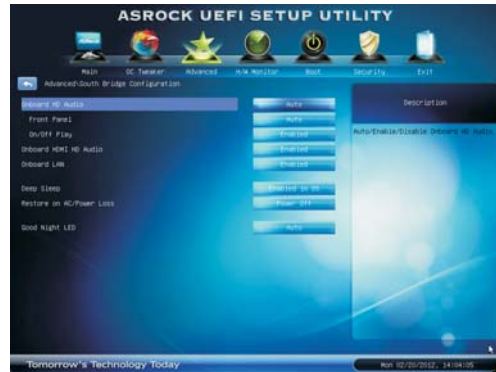 ASROCK UEFI SETUP UTILITY
Main OC Tweaker Advanced H/W Monitor Boot Security Exit
Advanced\South Bridge Configuration
Onboard HD Audio Auto
Front Panel Auto
On/Off Play Enabled
Onboard HDMI HD Audio Enabled
Onboard LAN Enabled
Deep Sleep Enabled in S5
Restore on AC/Power Loss Power Off
Good Night LED Auto
Description
Auto/Enable/Disable Onboard HD Audio.
Tomorrow's Technology Today
Mon 02/20/2012, 14:04:05